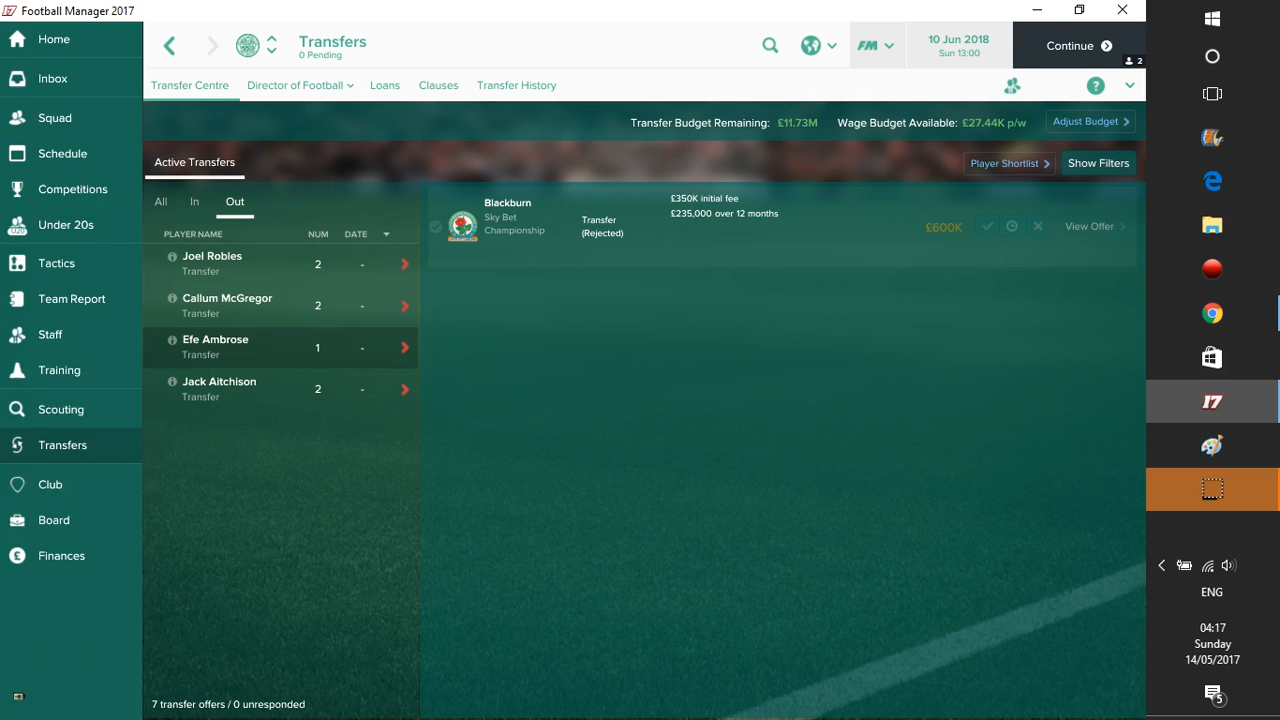 Football Manager 2017
Home
Inbox
Squad
Schedule
Competitions
U20
Under 20s
Tactics
Team Report
Staff
Training
Scouting
Transfers
Club
Board
£
Finances
Transfers
0 Pending
FM
10 Jun 2018
Sun 13:00
Continue
2
Transfer Centre
Director of Football
Loans
Clauses
Transfer History
?
Transfer Budget Remaining: £11.73M
Wage Budget Available: £27.44K p/w
Adjust Budget
Active Transfers
Player Shortlist
Show Filters
All
In
Out
PLAYER NAME NUM DATE
Joel Robles 2 -
Transfer
Callum McGregor 2 -
Transfer
Efe Ambrose 1 -
Transfer
Jack Aitchison 2 -
Transfer
7 transfer offers / 0 unresponded
Blackburn
Sky Bet
Championship
Transfer
(Rejected)
£350K initial fee
£235,000 over 12 months
£600K
View Offer
17
ENG
04:17
Sunday
14/05/2017
5